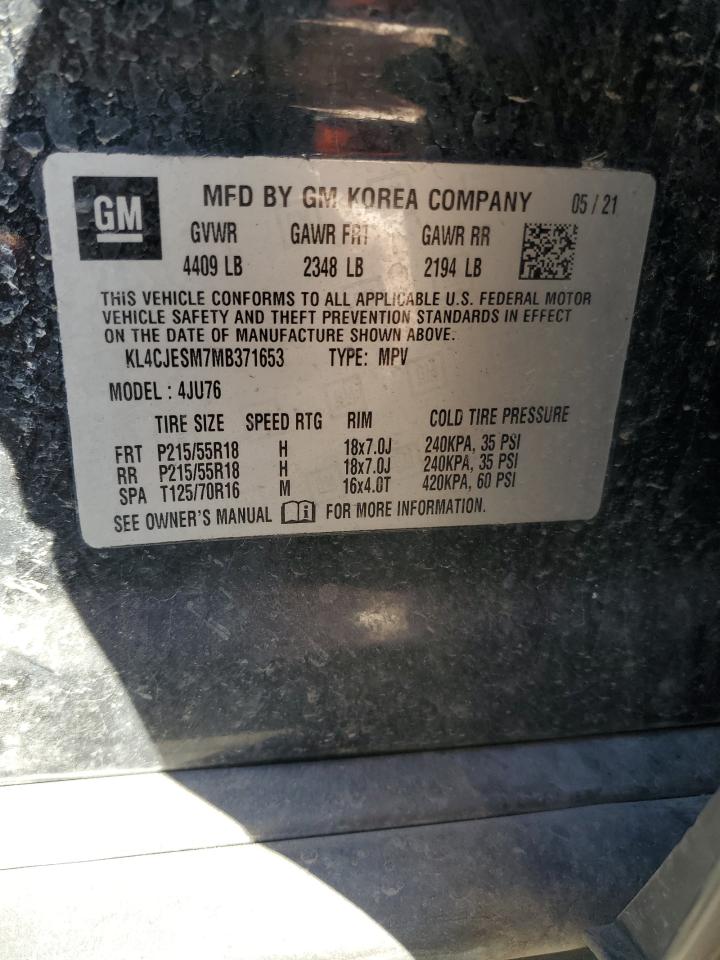 GM MFD BY GM KOREA COMPANY 05 / 21
GVWR GAWR FRT GAWR RR
4409 LB 2348 LB 2194 LB
THIS VEHICLE CONFORMS TO ALL APPLICABLE U.S. FEDERAL MOTOR
VEHICLE SAFETY AND THEFT PREVENTION STANDARDS IN EFFECT
ON THE DATE OF MANUFACTURE SHOWN ABOVE.
KL4CJESM7MB371653 TYPE: MPV
MODEL : 4JU76
TIRE SIZE SPEED RTG RIM COLD TIRE PRESSURE
FRT P215/55R18 H 18x7.0J 240KPA, 35 PSI
RR P215/55R18 H 18x7.0J 240KPA, 35 PSI
SPA T125/70R16 M 16x4.0T 420KPA, 60 PSI
SEE OWNER'S MANUAL i FOR MORE INFORMATION.